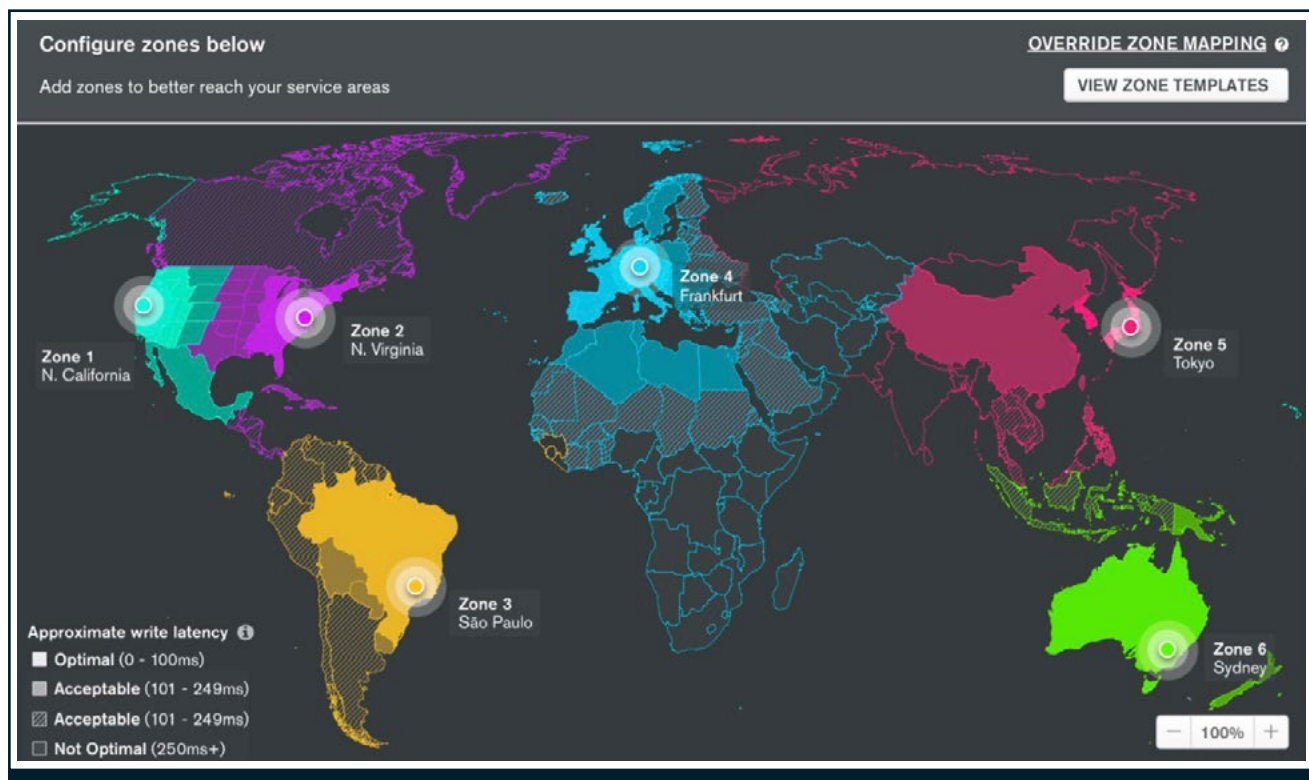 Configure zones below
OVERRIDE ZONE MAPPING ?
Add zones to better reach your service areas
VIEW ZONE TEMPLATES
Zone 1
N. California
Zone 2
N. Virginia
Zone 4
Frankfurt
Zone 5
Tokyo
Zone 3
São Paulo
Zone 6
Sydney
Approximate write latency i
Optimal (0 - 100ms)
Acceptable (101 - 249ms)
Acceptable (101 - 249ms)
Not Optimal (250ms+)
− 100% +